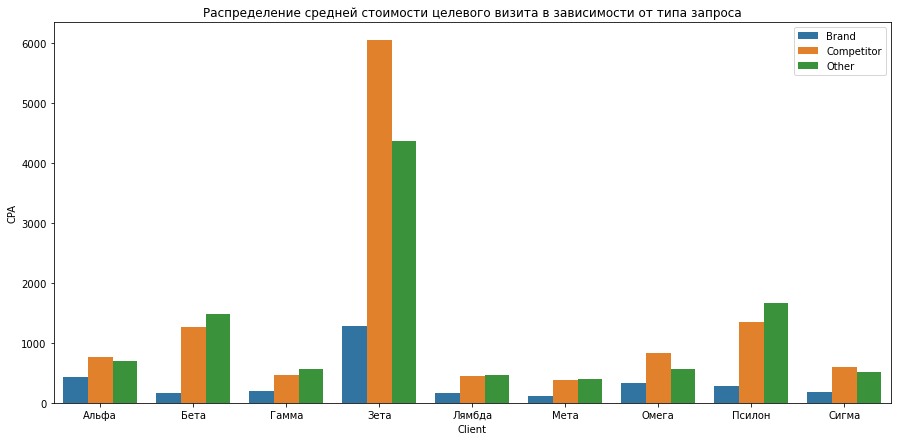 Распределение средней стоимости целевого визита в зависимости от типа запроса
Brand
Competitor
Other
6000
5000
4000
3000
2000
1000
0
CPA
Альфа Бета Гамма Зета Лямбда Мета Омега Псилон Сигма
Client